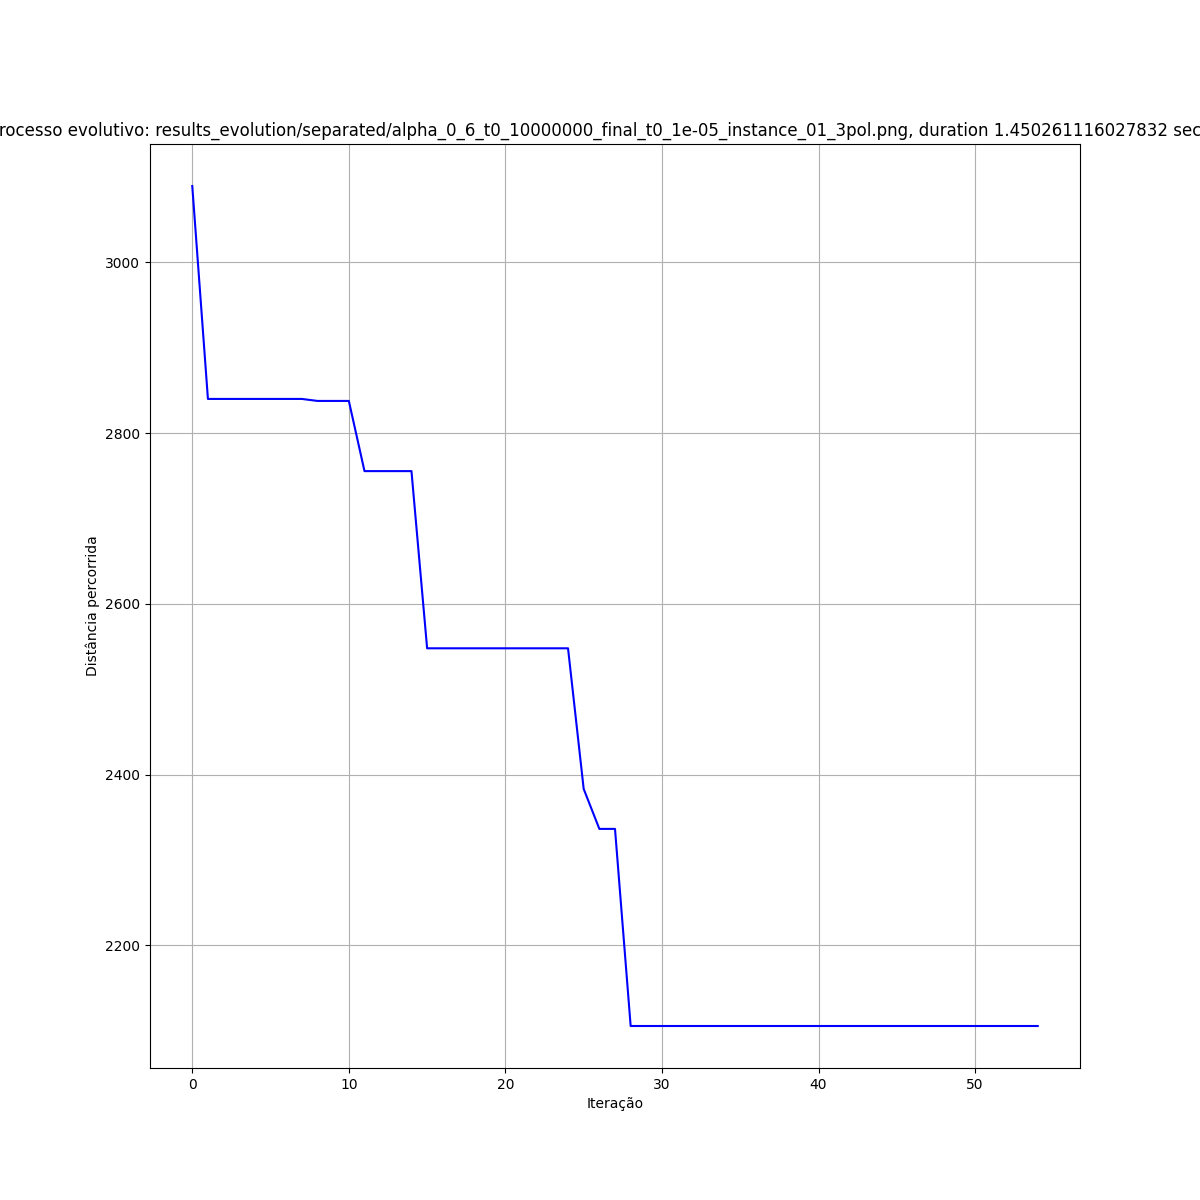 rocesso evolutivo: results_evolution/separated/alpha_0_6_t0_10000000_final_t0_1e-05_instance_01_3pol.png, duration 1.450261116027832 sec
3000
2800
2600
2400
2200
Distância percorrida
0 10 20 30 40 50
Iteração